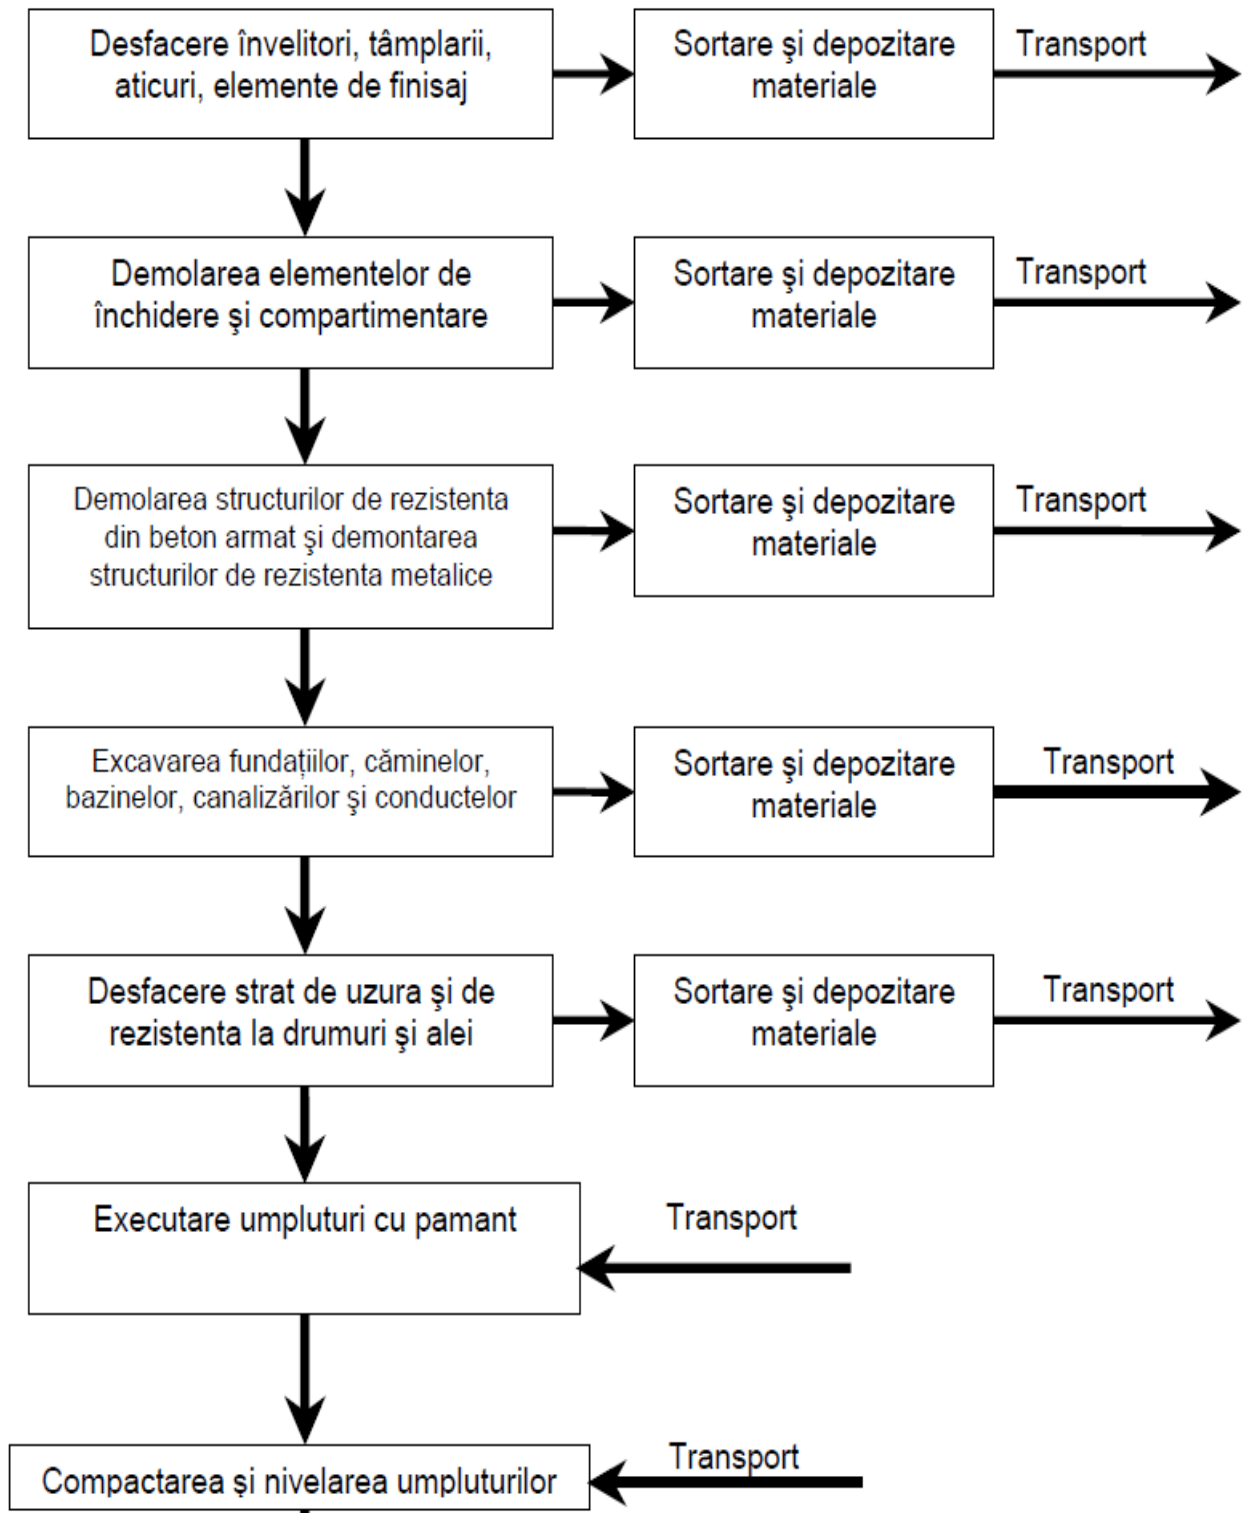 Desfacere învelitori, tâmplarii,
aticuri, elemente de finisaj
Sortare şi depozitare
materiale
Transport
Demolarea elementelor de
închidere şi compartimentare
Sortare şi depozitare
materiale
Transport
Demolarea structurilor de rezistenta
din beton armat şi demontarea
structurilor de rezistenta metalice
Sortare şi depozitare
materiale
Transport
Excavarea fundațiilor, căminelor,
bazinelor, canalizărilor şi conductelor
Sortare şi depozitare
materiale
Transport
Desfacere strat de uzura şi de
rezistenta la drumuri şi alei
Sortare şi depozitare
materiale
Transport
Executare umpluturi cu pamant
Transport
Compactarea şi nivelarea umpluturilor
Transport